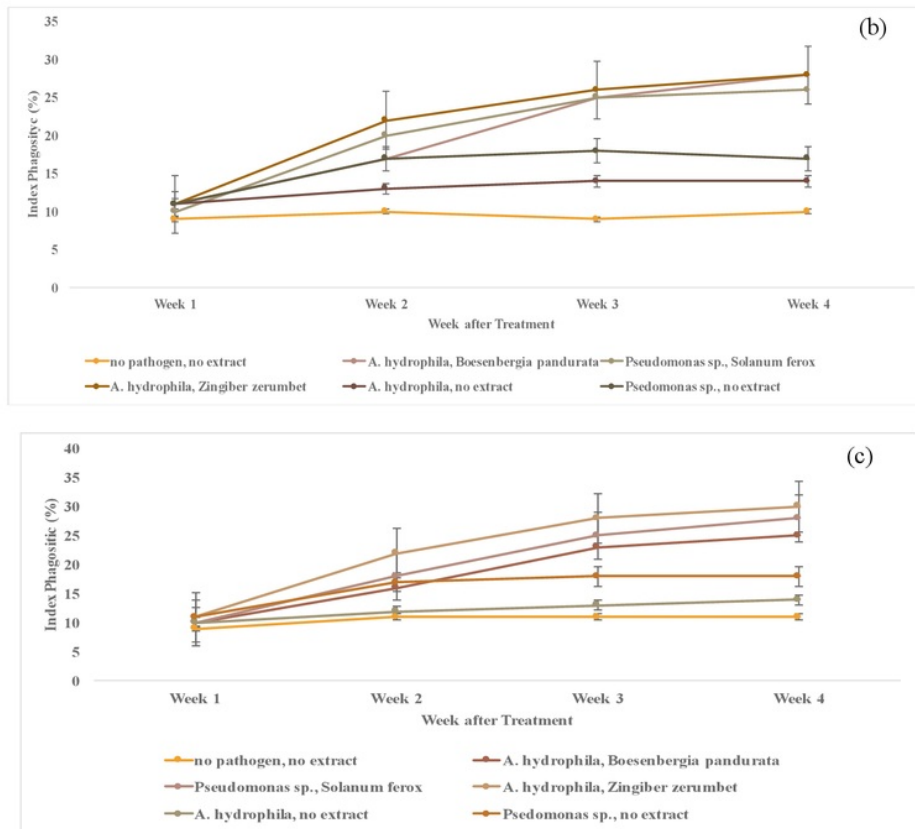 (b)
35
30
25
20
15
10
5
0
Index Phagosityc (%)
Week 1 Week 2 Week 3 Week 4
Week after Treatment
no pathogen, no extract A. hydrophila, Boesenbergia pandurata Pseudomonas sp., Solanum ferox
A. hydrophila, Zingiber zerumbet A. hydrophila, no extract Psedomonas sp., no extract
(c)
40
35
30
25
20
15
10
5
0
Index Phagositic (%)
Week 1 Week 2 Week 3 Week 4
Week after Treatment
no pathogen, no extract A. hydrophila, Boesenbergia pandurata
Pseudomonas sp., Solanum ferox A. hydrophila, Zingiber zerumbet
A. hydrophila, no extract Psedomonas sp., no extract